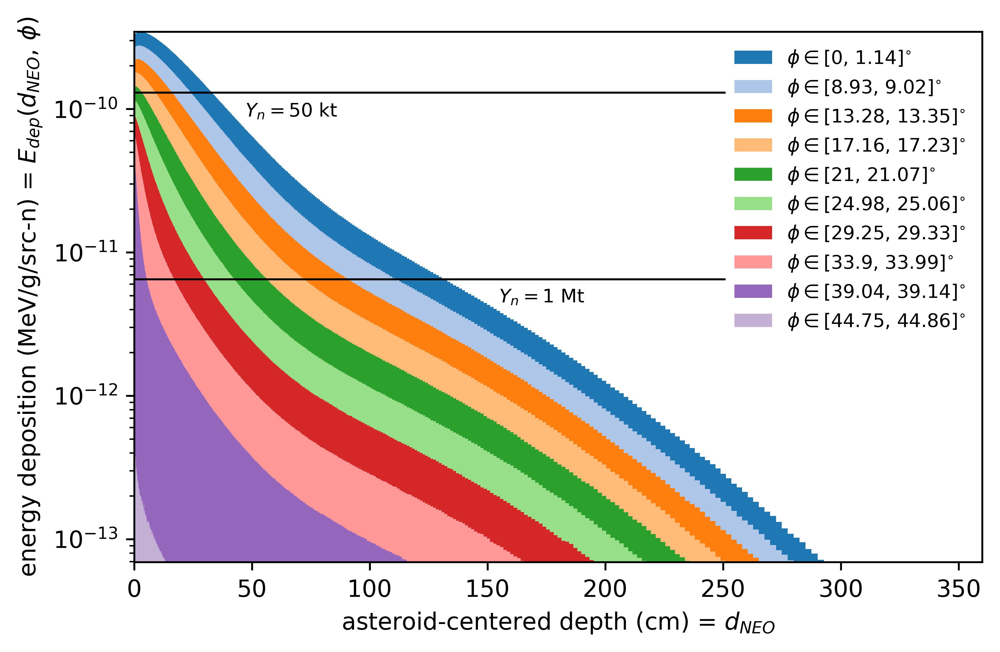 energy deposition (MeV/g/src-n) = E_dep(d_NEO, ϕ)
10⁻¹⁰
10⁻¹¹
10⁻¹²
10⁻¹³
Y_n = 50 kt
Y_n = 1 Mt
ϕ ∈ [0, 1.14]°
ϕ ∈ [8.93, 9.02]°
ϕ ∈ [13.28, 13.35]°
ϕ ∈ [17.16, 17.23]°
ϕ ∈ [21, 21.07]°
ϕ ∈ [24.98, 25.06]°
ϕ ∈ [29.25, 29.33]°
ϕ ∈ [33.9, 33.99]°
ϕ ∈ [39.04, 39.14]°
ϕ ∈ [44.75, 44.86]°
0 50 100 150 200 250 300 350
asteroid-centered depth (cm) = d_NEO